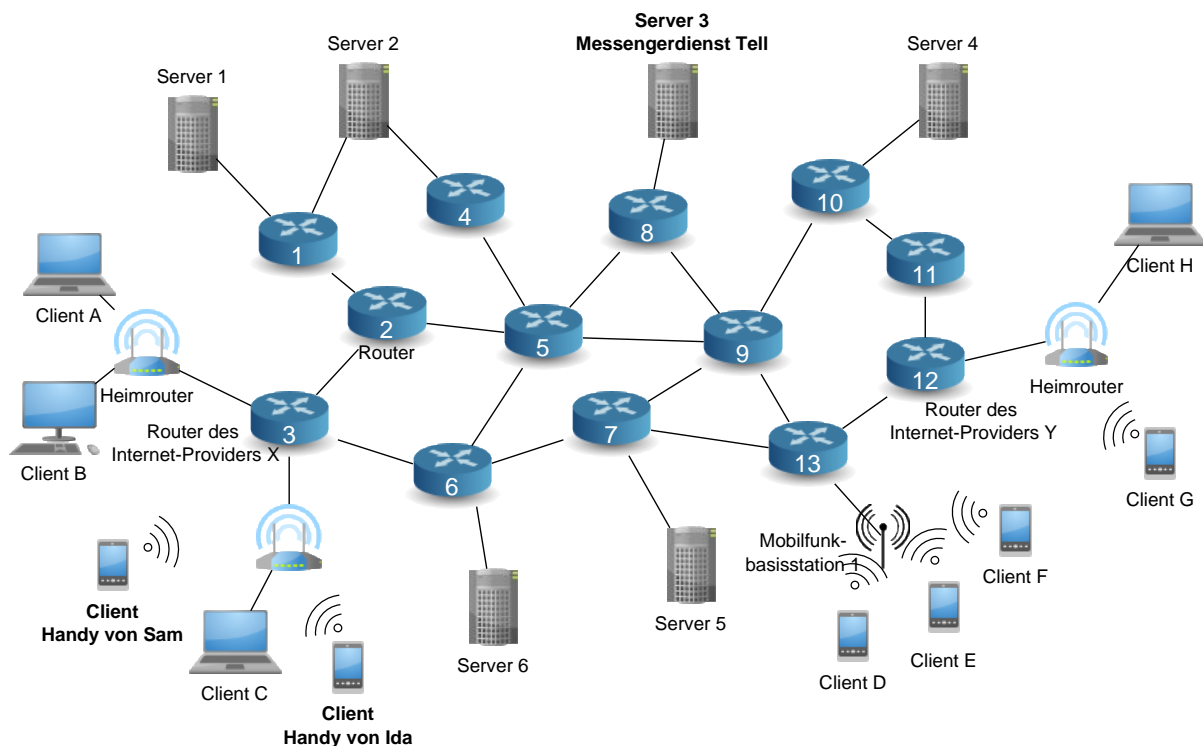 Server 3
Messengerdienst Tell
Server 2
Server 4
Server 1
4
10
8
1
11
Client H
Client A
2
Router
5
9
12
Heimrouter
Heimrouter
Router des
Internet-Providers Y
3
Router des
Internet-Providers X
7
13
6
Client B
Client G
Mobilfunk-
basisstation 1
Client F
Client
Handy von Sam
Server 5
Server 6
Client E
Client C
Client D
Client
Handy von Ida